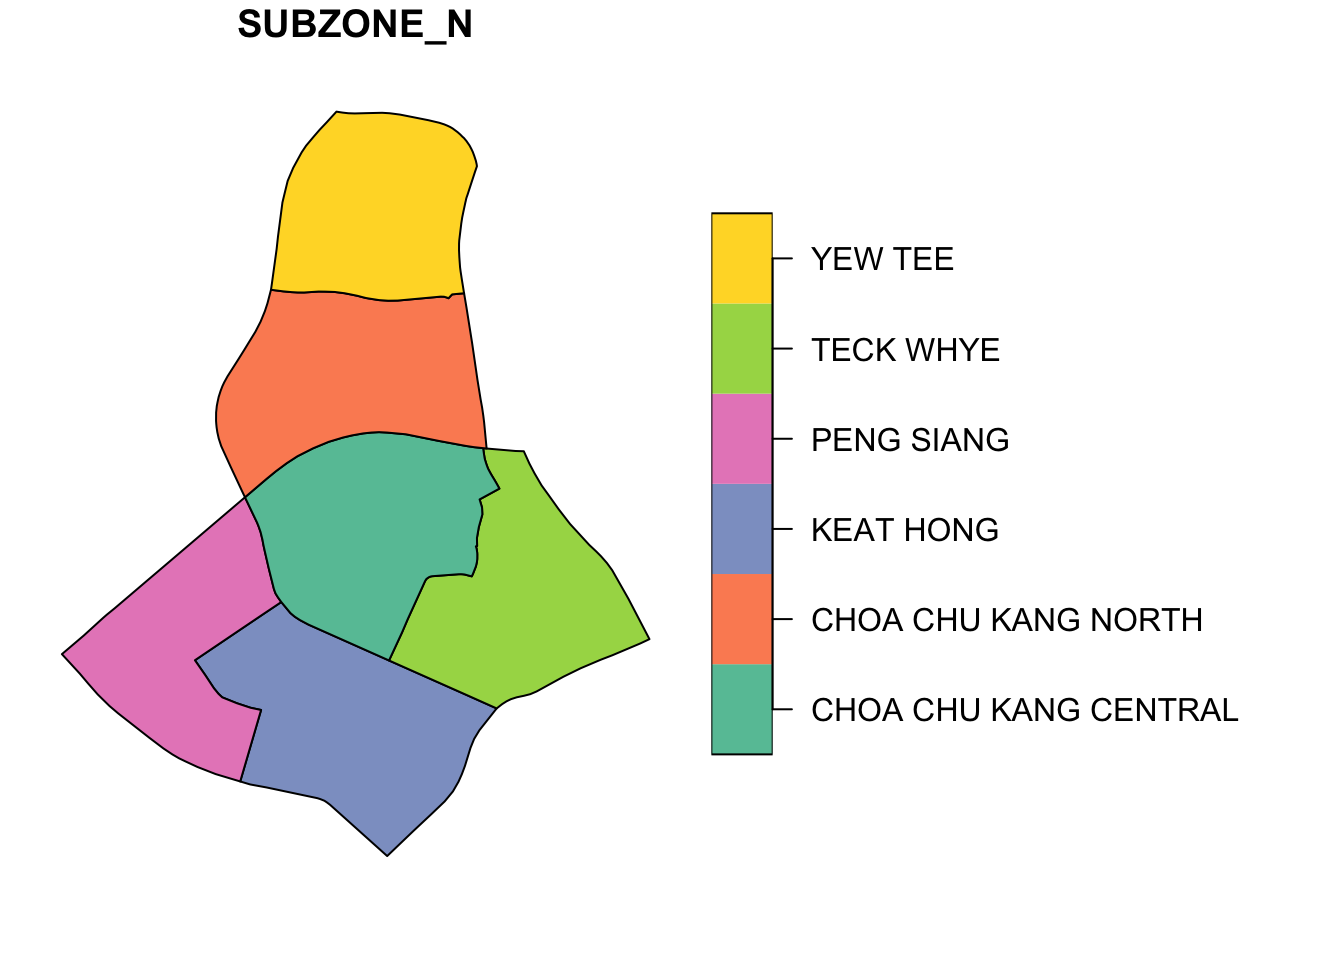 SUBZONE_N
YEW TEE
TECK WHYE
PENG SIANG
KEAT HONG
CHOA CHU KANG NORTH
CHOA CHU KANG CENTRAL